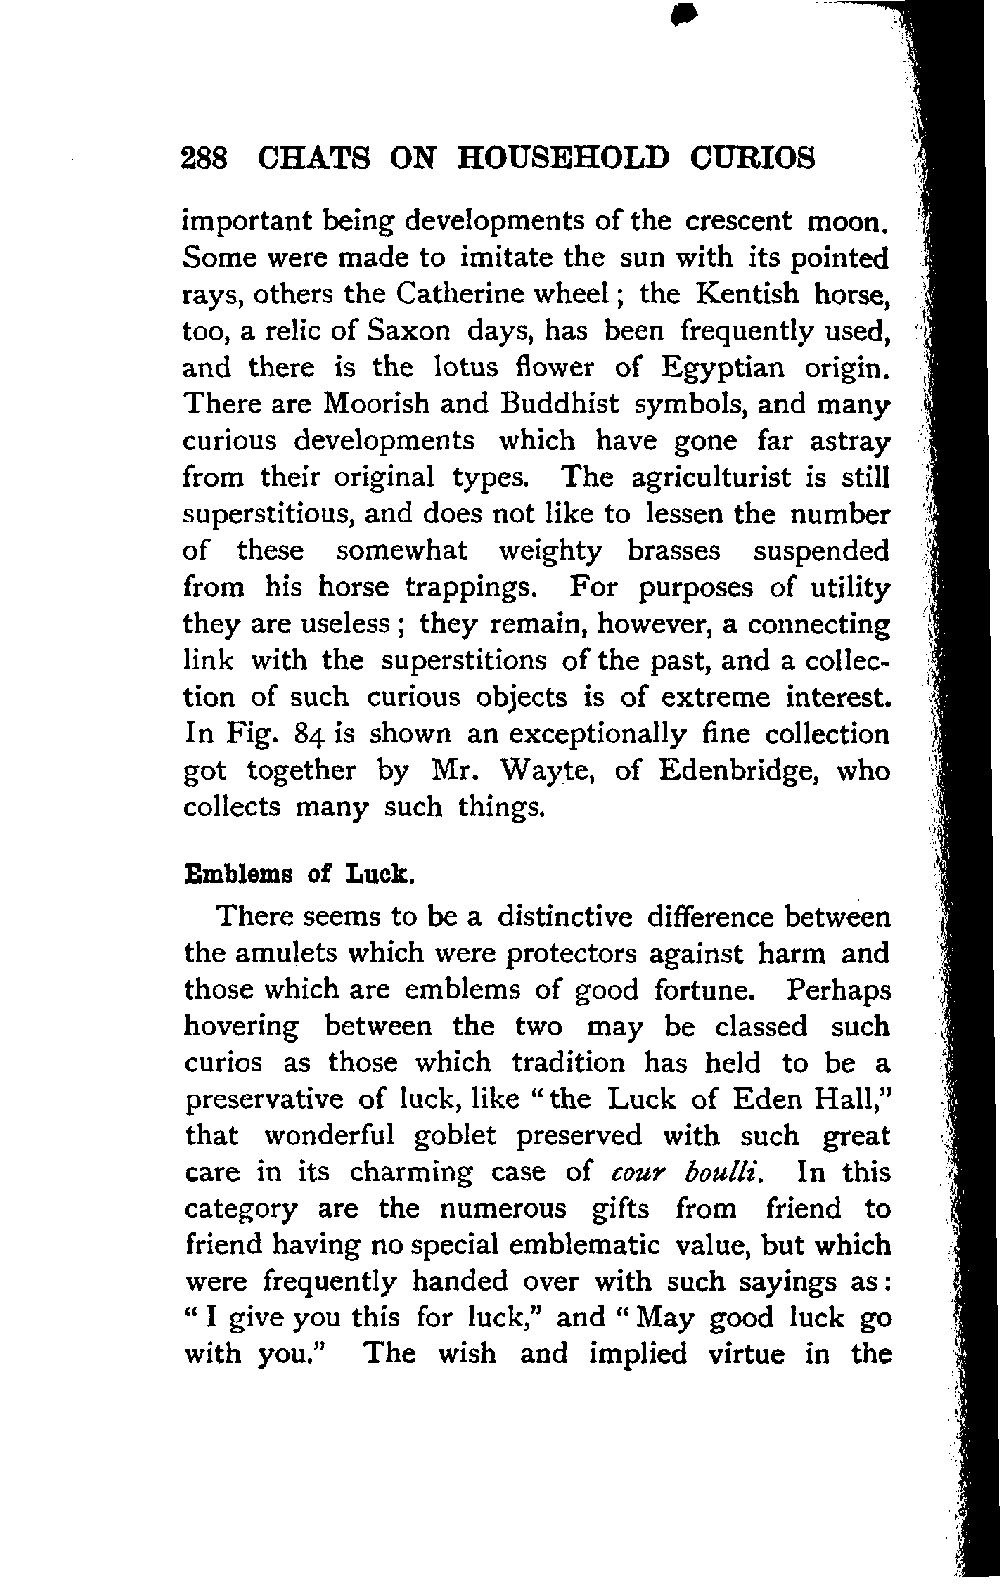 288 CHATS ON HOUSEHOLD CURIOS
important being developments of the crescent moon.
Some were made to imitate the sun with its pointed
rays, others the Catherine wheel ; the Kentish horse,
too, a relic of Saxon days, has been frequently used,
and there is the lotus flower of Egyptian origin.
There are Moorish and Buddhist symbols, and many
curious developments which have gone far astray
from their original types. The agriculturist is still
superstitious, and does not like to lessen the number
of these somewhat weighty brasses suspended
from his horse trappings. For purposes of utility
they are useless ; they remain, however, a connecting
link with the superstitions of the past, and a collec-
tion of such curious objects is of extreme interest.
In Fig. 84 is shown an exceptionally fine collection
got together by Mr. Wayte, of Edenbridge, who
collects many such things.
Emblems of Luck.
There seems to be a distinctive difference between
the amulets which were protectors against harm and
those which are emblems of good fortune. Perhaps
hovering between the two may be classed such
curios as those which tradition has held to be a
preservative of luck, like "the Luck of Eden Hall,"
that wonderful goblet preserved with such great
care in its charming case of cour boulli. In this
category are the numerous gifts from friend to
friend having no special emblematic value, but which
were frequently handed over with such sayings as :
" I give you this for luck," and " May good luck go
with you." The wish and implied virtue in the